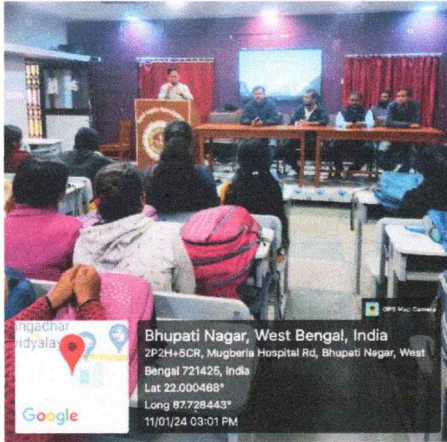 GPS Map Camera
ngadhar
vidyalay
Google
Bhupati Nagar, West Bengal, India
2P2H+5CR, Mugberia Hospital Rd, Bhupati Nagar, West
Bengal 721425, India
Lat 22.000468°
Long 87.728443°
11/01/24 03:01 PM